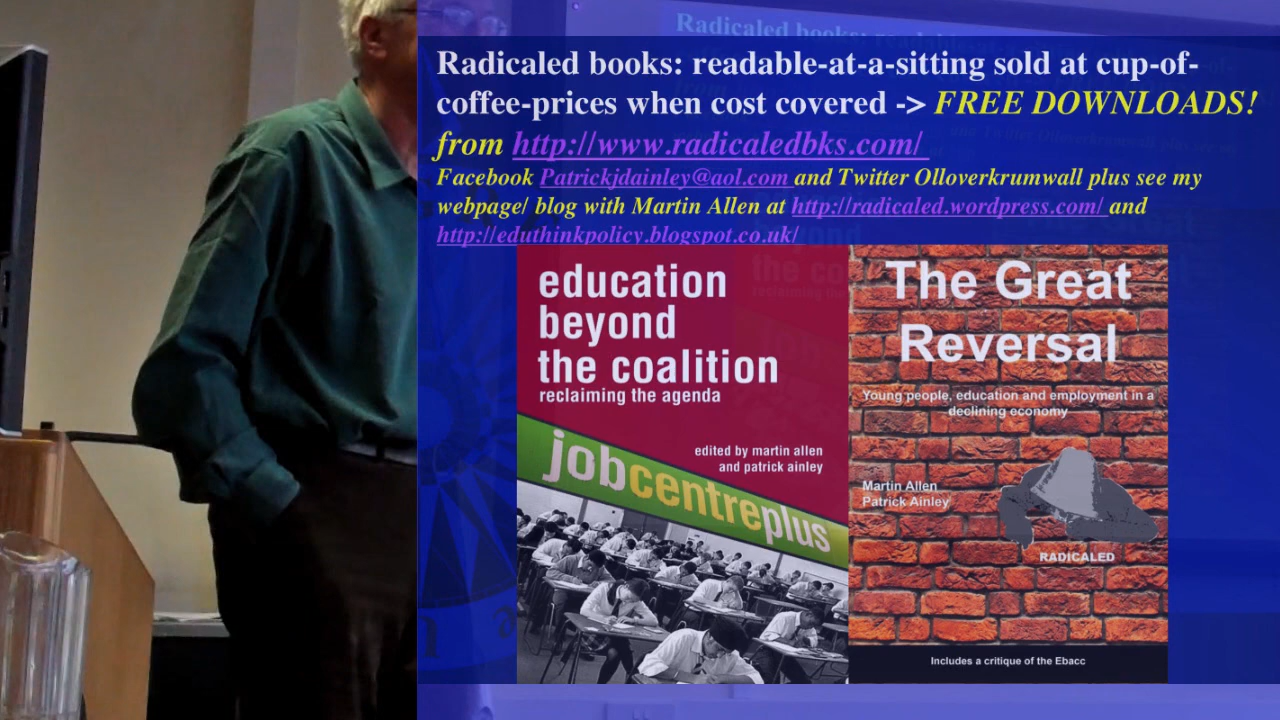 Radicaled books: readable-at-a-sitting sold at cup-of-
coffee-prices when cost covered -> FREE DOWNLOADS!
from http://www.radicaledbks.com/
Facebook Patrickjdainley@aol.com and Twitter Olloverkrumwall plus see my
webpage/ blog with Martin Allen at http://radicaled.wordpress.com/ and
http://eduthinkpolicy.blogspot.co.uk/
education
beyond
the coalition
reclaiming the agenda
edited by martin allen
and patrick ainley
jobcentreplus
The Great
Reversal
Young people, education and employment in a
declining economy
Martin Allen
Patrick Ainley
RADICALED
Includes a critique of the Ebacc